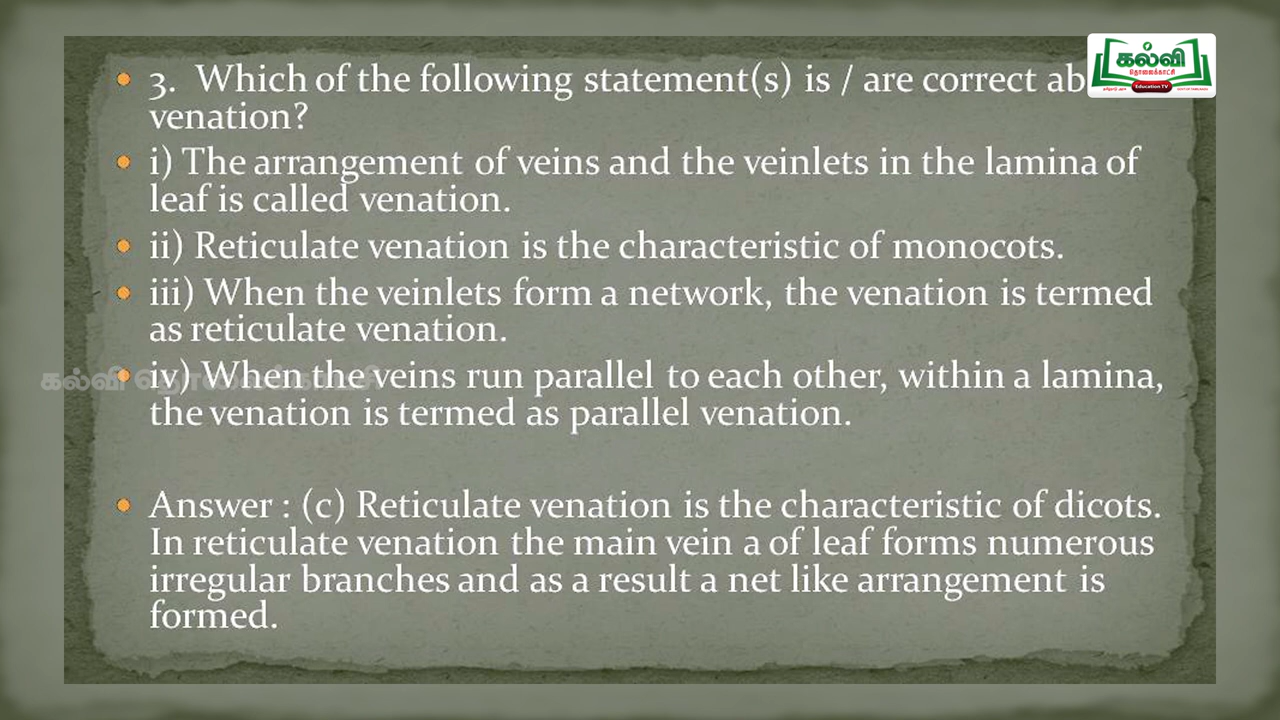 கல்வி
தொலைக்காட்சி
Education TV
3. Which of the following statement(s) is / are correct ab
venation?
i) The arrangement of veins and the veinlets in the lamina of
leaf is called venation.
ii) Reticulate venation is the characteristic of monocots.
iii) When the veinlets form a network, the venation is termed
as reticulate venation.
கல்வி தொலைக்காட்சி
iv) When the veins run parallel to each other, within a lamina,
the venation is termed as parallel venation.
Answer : (c) Reticulate venation is the characteristic of dicots.
In reticulate venation the main vein a of leaf forms numerous
irregular branches and as a result a net like arrangement is
formed.